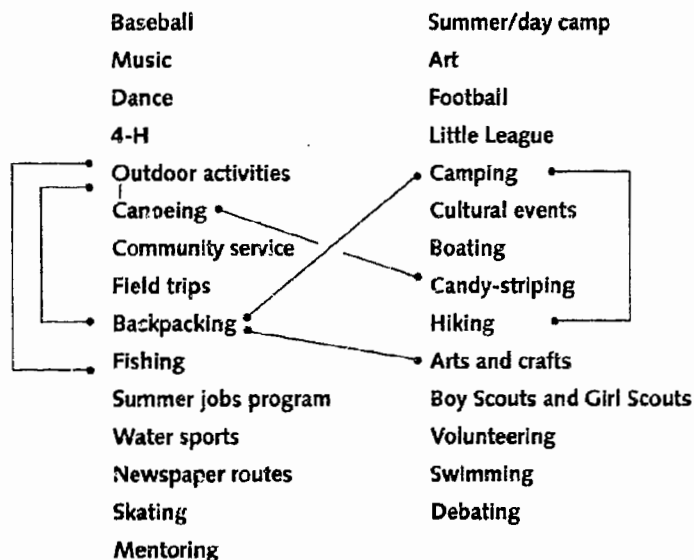 Baseball
Music
Dance
4-H
Outdoor activities
Canoeing
Community service
Field trips
Backpacking
Fishing
Summer jobs program
Water sports
Newspaper routes
Skating
Mentoring
Summer/day camp
Art
Football
Little League
Camping
Cultural events
Boating
Candy-striping
Hiking
Arts and crafts
Boy Scouts and Girl Scouts
Volunteering
Swimming
Debating